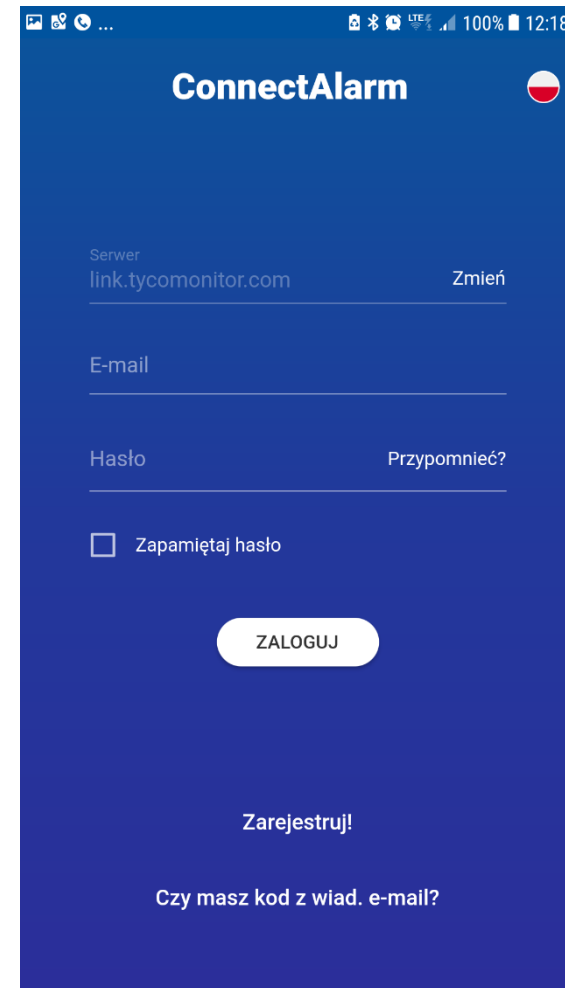 ... LTE 100% 12:18
ConnectAlarm
Serwer
link.tycomonitor.com Zmień
E-mail
Hasło Przypomnieć?
Zapamiętaj hasło
ZALOGUJ
Zarejestruj!
Czy masz kod z wiad. e-mail?